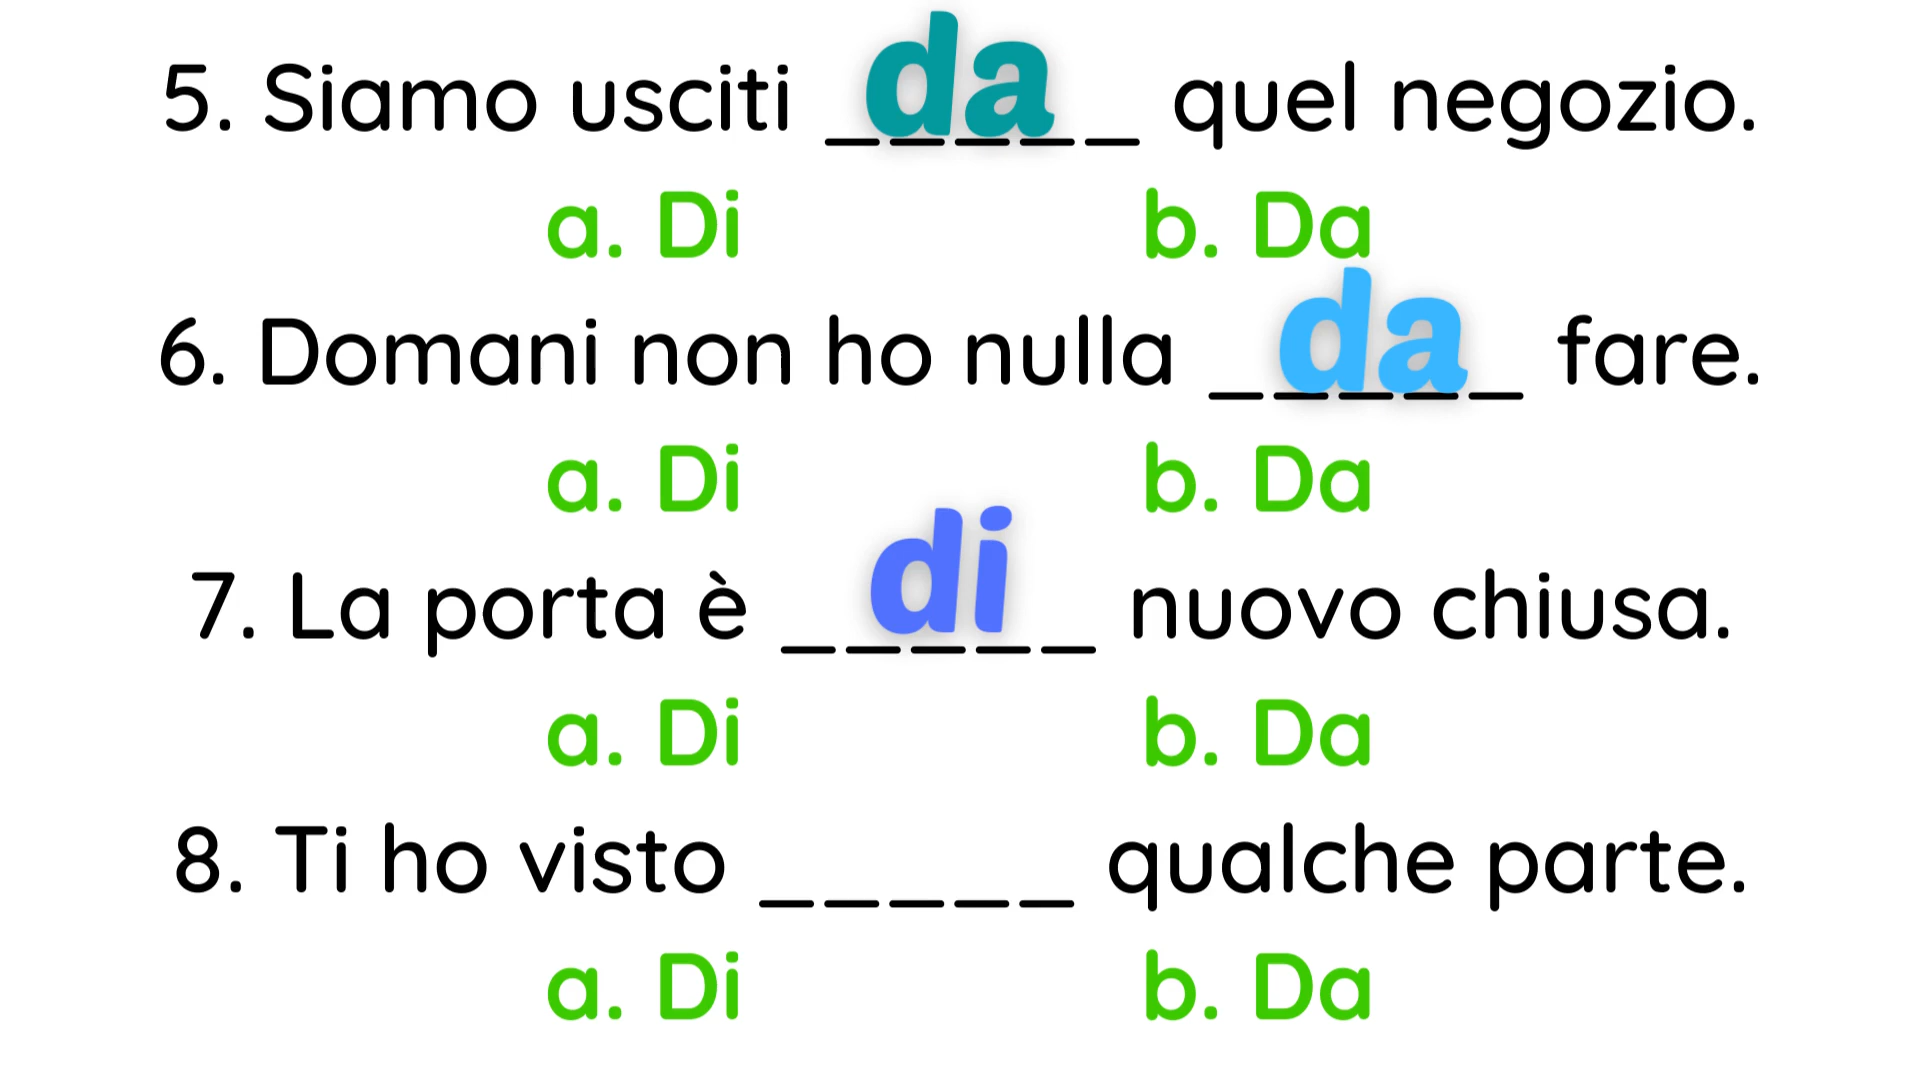 5. Siamo usciti da quel negozio.
a. Di b. Da
6. Domani non ho nulla da fare.
a. Di b. Da
7. La porta è di nuovo chiusa.
a. Di b. Da
8. Ti ho visto _____ qualche parte.
a. Di b. Da